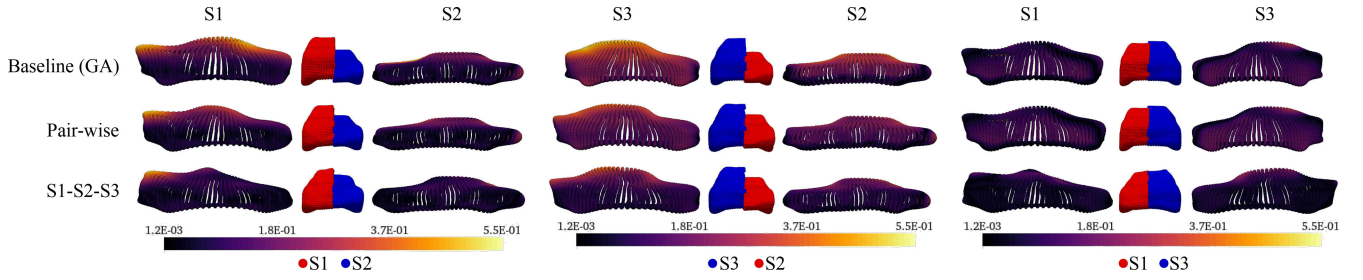 S1 S2 S3 S2 S1 S3
Baseline (GA)
Pair-wise
S1-S2-S3
1.2E-03 1.8E-01 3.7E-01 5.5E-01 1.2E-03 1.8E-01 3.7E-01 5.5E-01 1.2E-03 1.8E-01 3.7E-01 5.5E-01
S1 S2 S3 S2 S1 S3